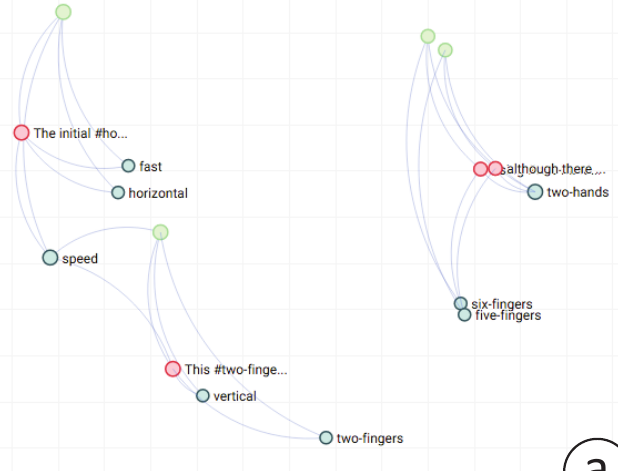 The initial #ho...
fast
horizontal
speed
although there...
two-hands
six-fingers
five-fingers
This #two-finge...
vertical
two-fingers
a